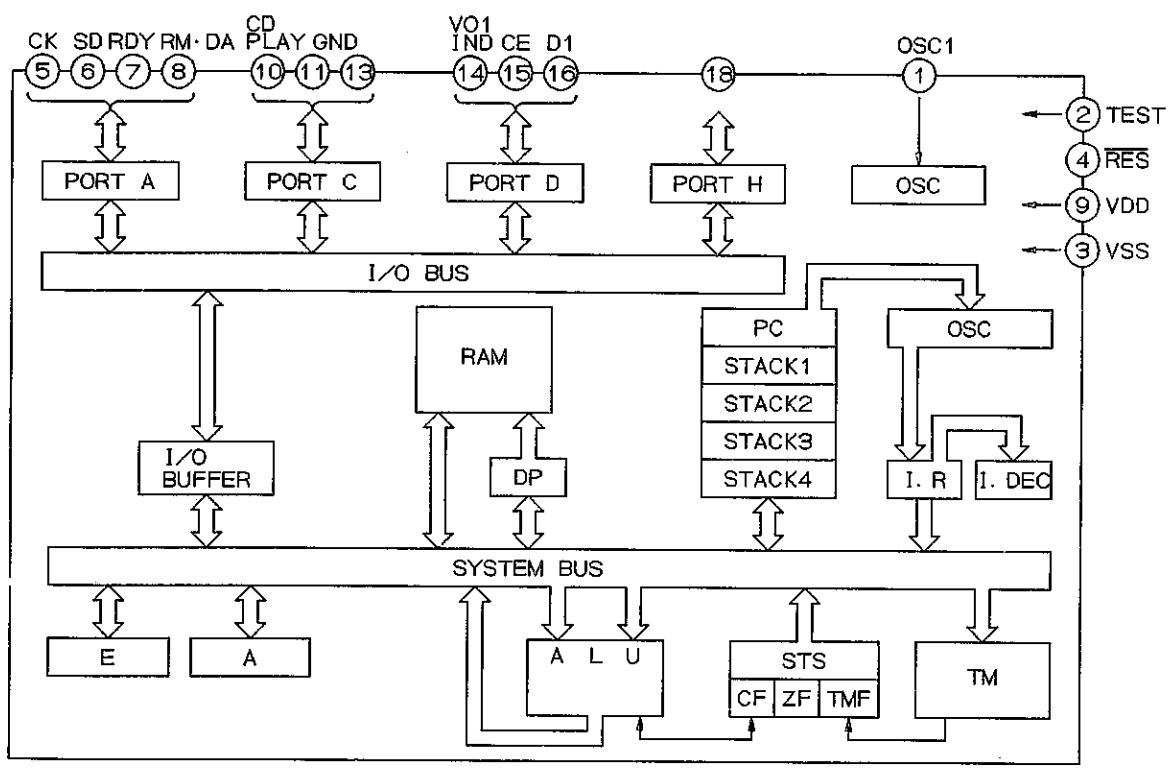 CK SD RDY RM·DA CD PLAY GND VO1 IND CE D1 OSC1
5 6 7 8 10 11 13 14 15 16 18 1
2 TEST
4 RES
9 VDD
3 VSS
PORT A PORT C PORT D PORT H OSC
I/O BUS
RAM
PC
OSC
STACK1
STACK2
STACK3
STACK4
I/O
BUFFER
DP
I. R
I. DEC
SYSTEM BUS
E
A
A L U
STS
CF ZF TMF
TM